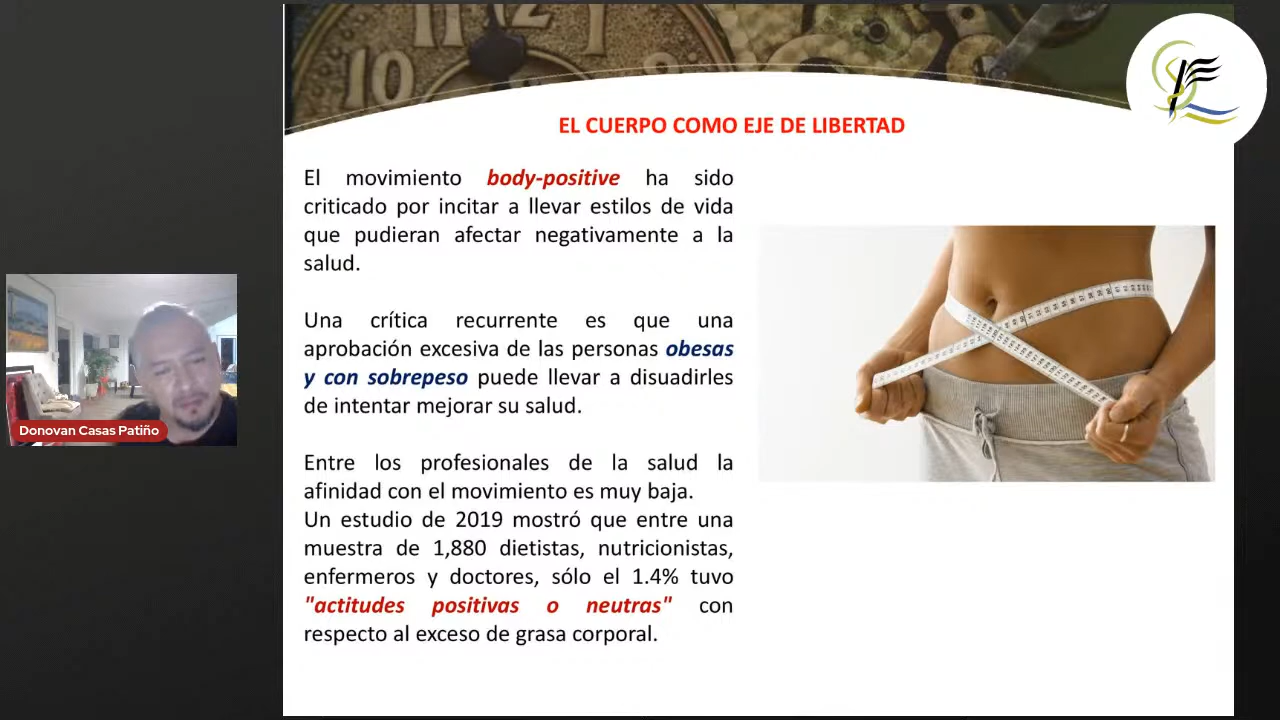 EL CUERPO COMO EJE DE LIBERTAD
El movimiento body-positive ha sido
criticado por incitar a llevar estilos de vida
que pudieran afectar negativamente a la
salud.
Una crítica recurrente es que una
aprobación excesiva de las personas obesas
y con sobrepeso puede llevar a disuadirles
de intentar mejorar su salud.
Entre los profesionales de la salud la
afinidad con el movimiento es muy baja.
Un estudio de 2019 mostró que entre una
muestra de 1,880 dietistas, nutricionistas,
enfermeros y doctores, sólo el 1.4% tuvo
"actitudes positivas o neutras" con
respecto al exceso de grasa corporal.
Donovan Casas Patiño